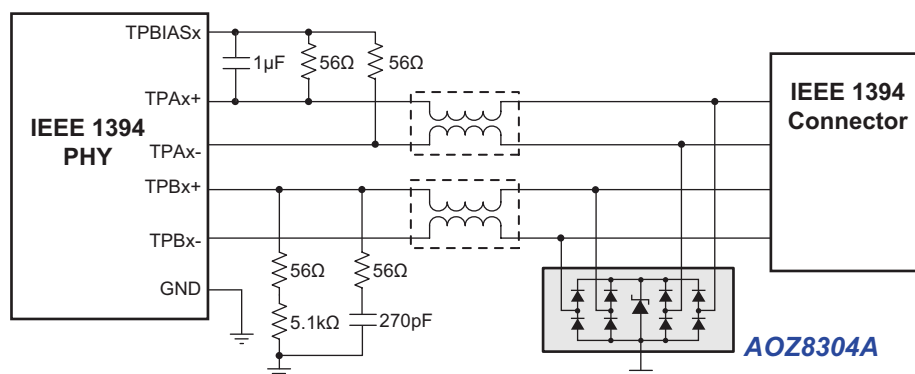 TPBIASx
1µF
56Ω
56Ω
TPAx+
IEEE 1394
PHY
TPAx-
TPBx+
TPBx-
GND
56Ω
56Ω
5.1kΩ
270pF
IEEE 1394
Connector
AOZ8304A